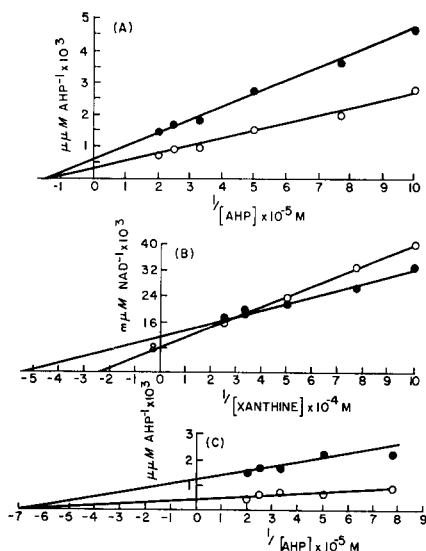 (A)
μμM AHP⁻¹×10³
5
4
3
2
1
-1 0 1 2 3 4 5 6 7 8 9 10
1/[AHP] ×10⁻⁵ M
(B)
mμM NAD⁻¹×10³
40
32
24
16
8
-5 -4 -3 -2 -1 0 1 2 3 4 5 6 7 8 9 10
1/[XANTHINE] ×10⁻⁴ M
(C)
μμM AHP⁻¹×10³
3
2
1
-7 -6 -5 -4 -3 -2 -1 0 1 2 3 4 5 6 7 8 9
1/[AHP] ×10⁻⁵ M